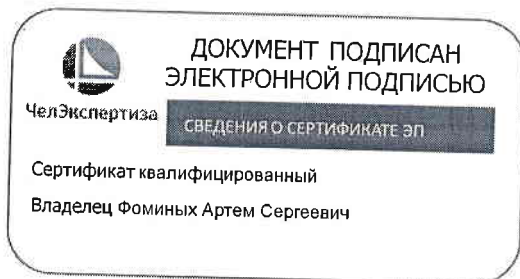 ДОКУМЕНТ ПОДПИСАН
ЭЛЕКТРОННОЙ ПОДПИСЬЮ
ЧелЭкспертиза
СВЕДЕНИЯ О СЕРТИФИКАТЕ ЭП
Сертификат квалифицированный
Владелец Фоминых Артем Сергеевич